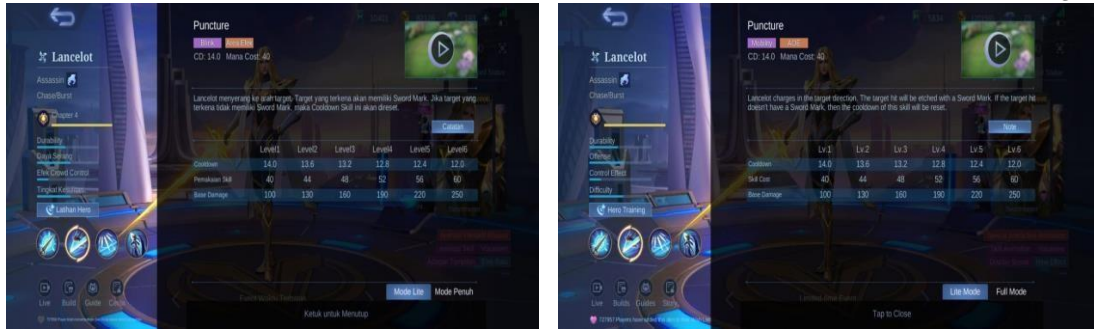 Lancelot
Assassin
Chase/Burst
Chapter 4
Durability
Daya Serang
Efek Crowd Control
Tingkat Kesulitan
Latihan Hero
Live Build Guide
Puncture
Blink Area Efek
CD: 14.0 Mana Cost: 40
Lancelot menyerang ke arah target. Target yang terkena akan memiliki Sword Mark. Jika target yang
terkena tidak memiliki Sword Mark, maka Cooldown Skill ini akan direset.
Catatan
Level1 Level2 Level3 Level4 Level5 Level6
Cooldown 14.0 13.6 13.2 12.8 12.4 12.0
Pemakaian Skill 40 44 48 52 56 60
Base Damage 100 130 160 190 220 250
Mode Lite Mode Penuh
Ketuk untuk Menutup
Lancelot
Assassin
Chase/Burst
Durability
Offense
Control Effect
Difficulty
Hero Training
Live Builds Guides Story
Puncture
Mobility AOE
CD: 14.0 Mana Cost: 40
Lancelot charges in the target direction. The target hit will be etched with a Sword Mark. If the target hit
doesn't have a Sword Mark, then the cooldown of this skill will be reset.
Note
Lv.1 Lv.2 Lv.3 Lv.4 Lv.5 Lv.6
Cooldown 14.0 13.6 13.2 12.8 12.4 12.0
Skill Cost 40 44 48 52 56 60
Base Damage 100 130 160 190 220 250
Lite Mode Full Mode
Tap to Close